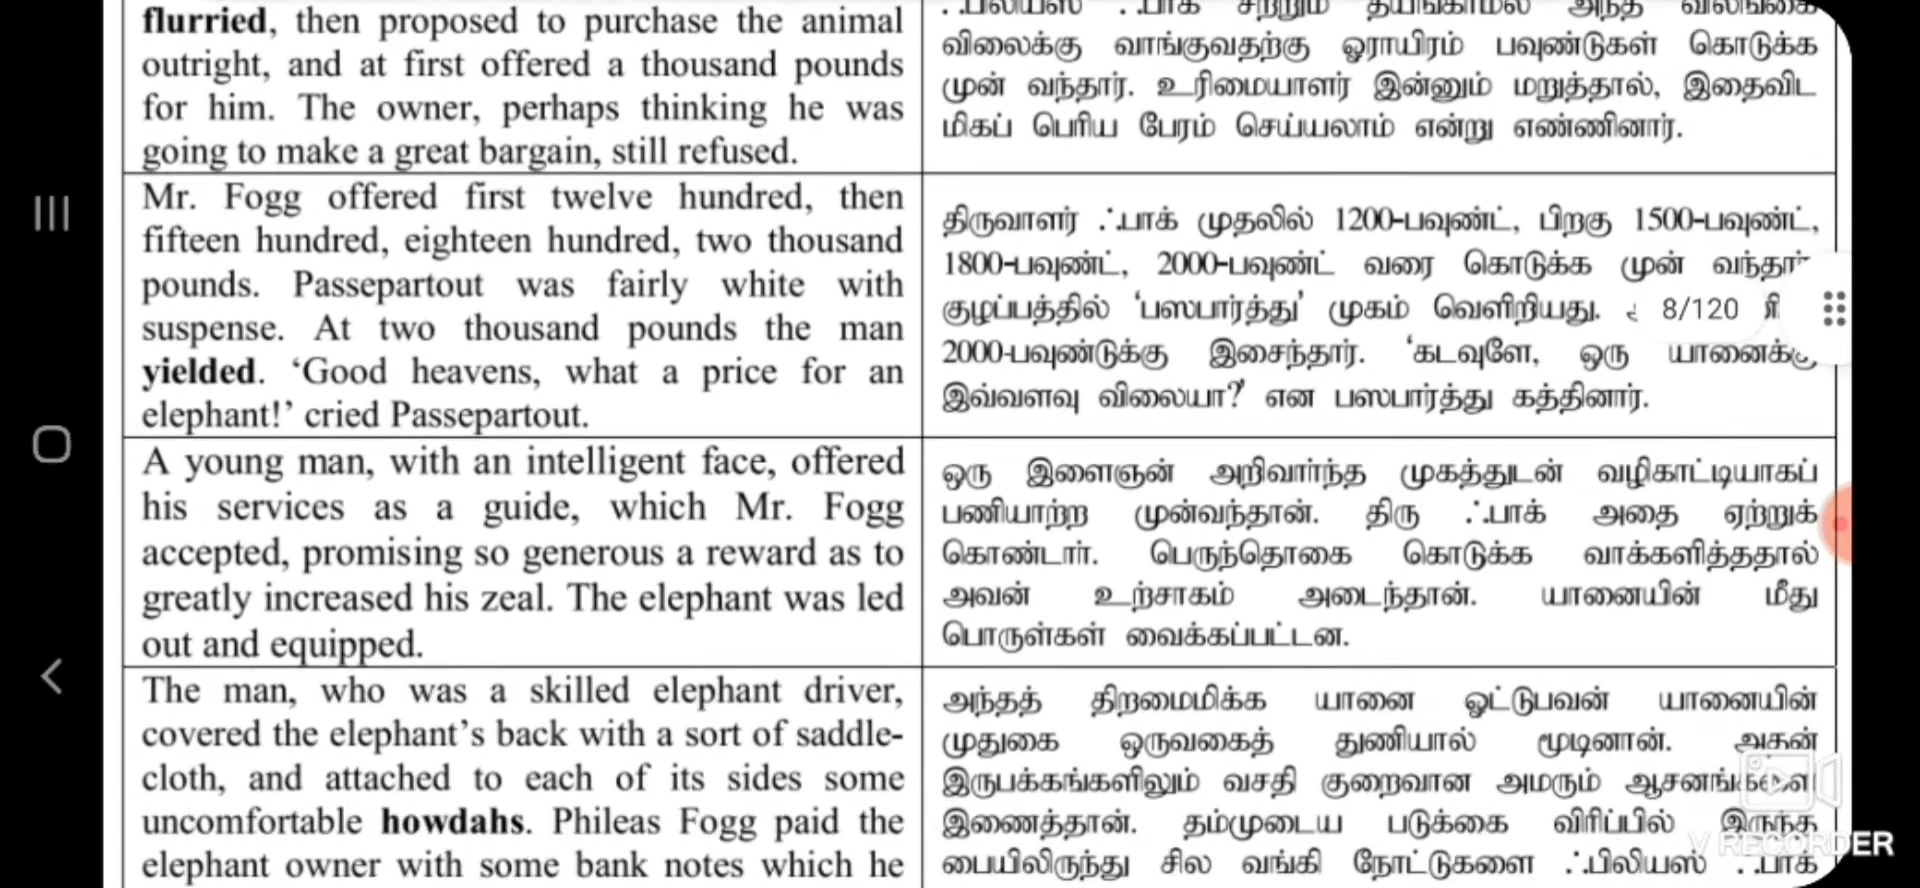 flurried, then proposed to purchase the animal
outright, and at first offered a thousand pounds
for him. The owner, perhaps thinking he was
going to make a great bargain, still refused.
விலைக்கு வாங்குவதற்கு ஓராயிரம் பவுண்டுகள் கொடுக்க
முன் வந்தார். உரிமையாளர் இன்னும் மறுத்தால், இதைவிட
மிகப் பெரிய பேரம் செய்யலாம் என்று எண்ணினார்.
Mr. Fogg offered first twelve hundred, then
fifteen hundred, eighteen hundred, two thousand
pounds. Passepartout was fairly white with
suspense. At two thousand pounds the man
yielded. ‘Good heavens, what a price for an
elephant!’ cried Passepartout.
திருவாளர் ஃபாக் முதலில் 1200-பவுண்ட், பிறகு 1500-பவுண்ட்,
1800-பவுண்ட், 2000-பவுண்ட் வரை கொடுக்க முன் வந்தார்
குழப்பத்தில் ‘பஸபார்த்து’ முகம் வெளிறியது.
8/120
2000-பவுண்டுக்கு இசைந்தார். ‘கடவுளே, ஒரு யானைக்கு
இவ்வளவு விலையா?’ என பஸபார்த்து கத்தினார்.
A young man, with an intelligent face, offered
his services as a guide, which Mr. Fogg
accepted, promising so generous a reward as to
greatly increased his zeal. The elephant was led
out and equipped.
ஒரு இளைஞன் அறிவார்ந்த முகத்துடன் வழிகாட்டியாகப்
பணியாற்ற முன்வந்தான். திரு ஃபாக் அதை ஏற்றுக்
கொண்டார். பெருந்தொகை கொடுக்க வாக்களித்ததால்
அவன் உற்சாகம் அடைந்தான். யானையின் மீது
பொருள்கள் வைக்கப்பட்டன.
The man, who was a skilled elephant driver,
covered the elephant’s back with a sort of saddle-
cloth, and attached to each of its sides some
uncomfortable howdahs. Phileas Fogg paid the
elephant owner with some bank notes which he
அந்தத் திறமைமிக்க யானை ஓட்டுபவன் யானையின்
முதுகை ஒருவகைத் துணியால் மூடினான். அதன்
இருபக்கங்களிலும் வசதி குறைவான அமரும் ஆசனங்களை
இணைத்தான். தம்முடைய படுக்கை விரிப்பில் இருந்த
பையிலிருந்து சில வங்கி நோட்டுகளை ஃபிலியஸ் ஃபாக்
V RECORDER